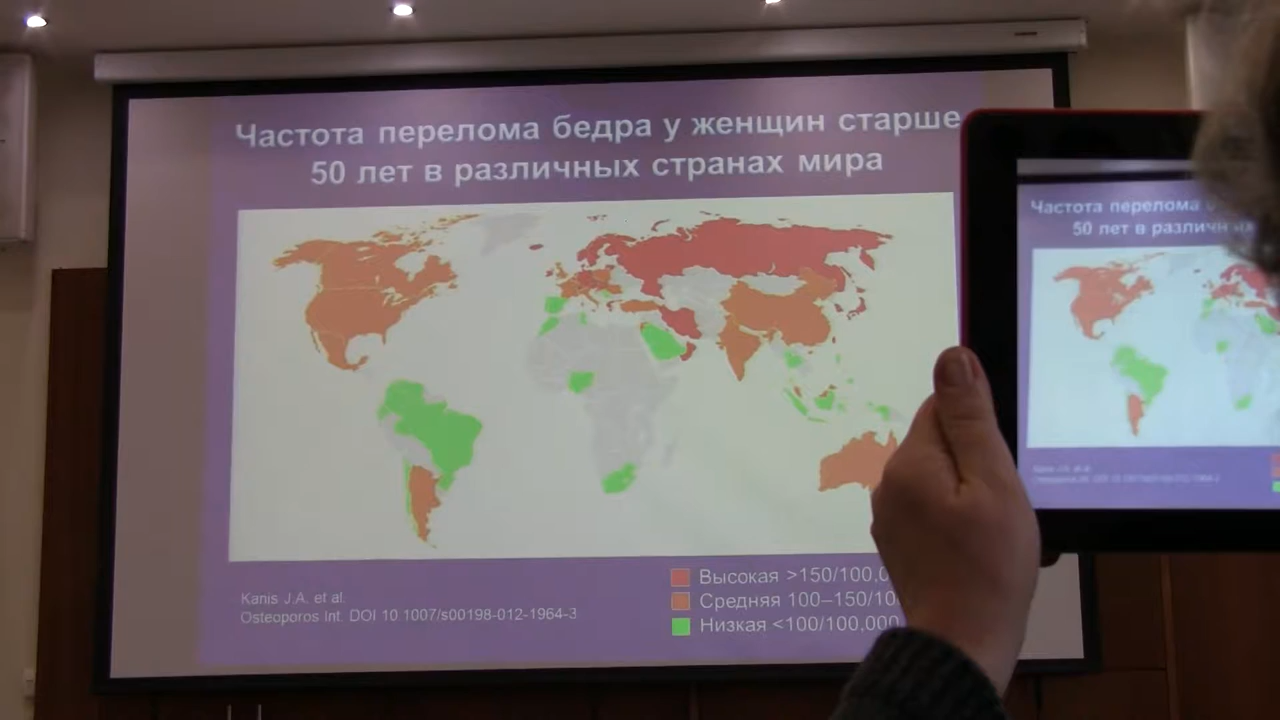 Частота перелома бедра у женщин старше
50 лет в различных странах мира
Kanis J.A. et al.
Osteoporos Int. DOI 10.1007/s00198-012-1964-3
Высокая >150/100,0
Средняя 100–150/10
Низкая <100/100,000
Частота перелома
50 лет в различных